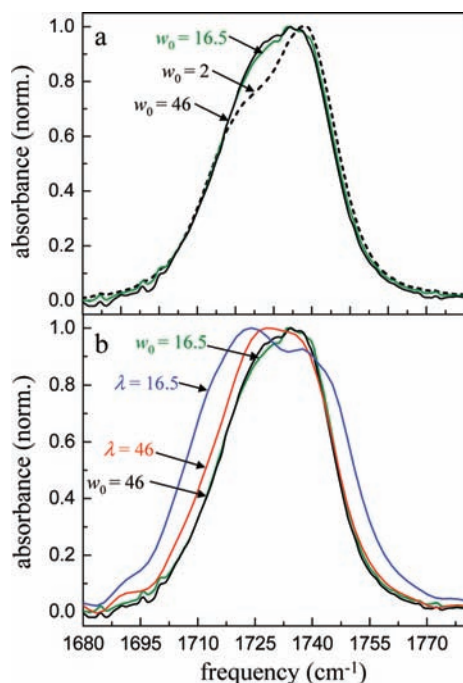 a
w₀ = 16.5
w₀ = 2
w₀ = 46
absorbance (norm.)
1.0
0.8
0.6
0.4
0.2
0.0
b
w₀ = 16.5
λ = 16.5
λ = 46
w₀ = 46
absorbance (norm.)
1.0
0.8
0.6
0.4
0.2
0.0
1680 1695 1710 1725 1740 1755 1770
frequency (cm⁻¹)